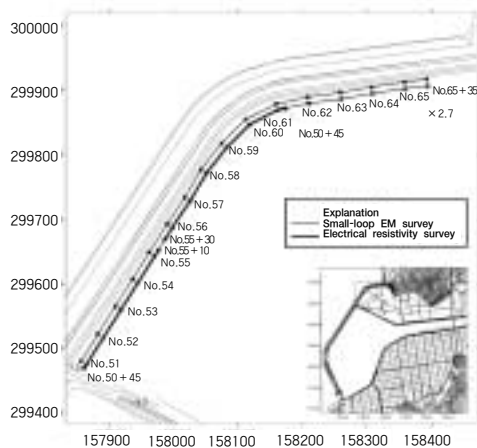 300000
299900
299800
299700
299600
299500
299400
157900 158000 158100 158200 158300 158400
No.65+35
No.65
No.64
No.63
No.62
No.61
No.60
No.50+45
×2.7
No.59
No.58
No.57
No.56
No.55+30
No.55+10
No.55
No.54
No.53
No.52
No.51
No.50+45
Explanation
Small-loop EM survey
Electrical resistivity survey